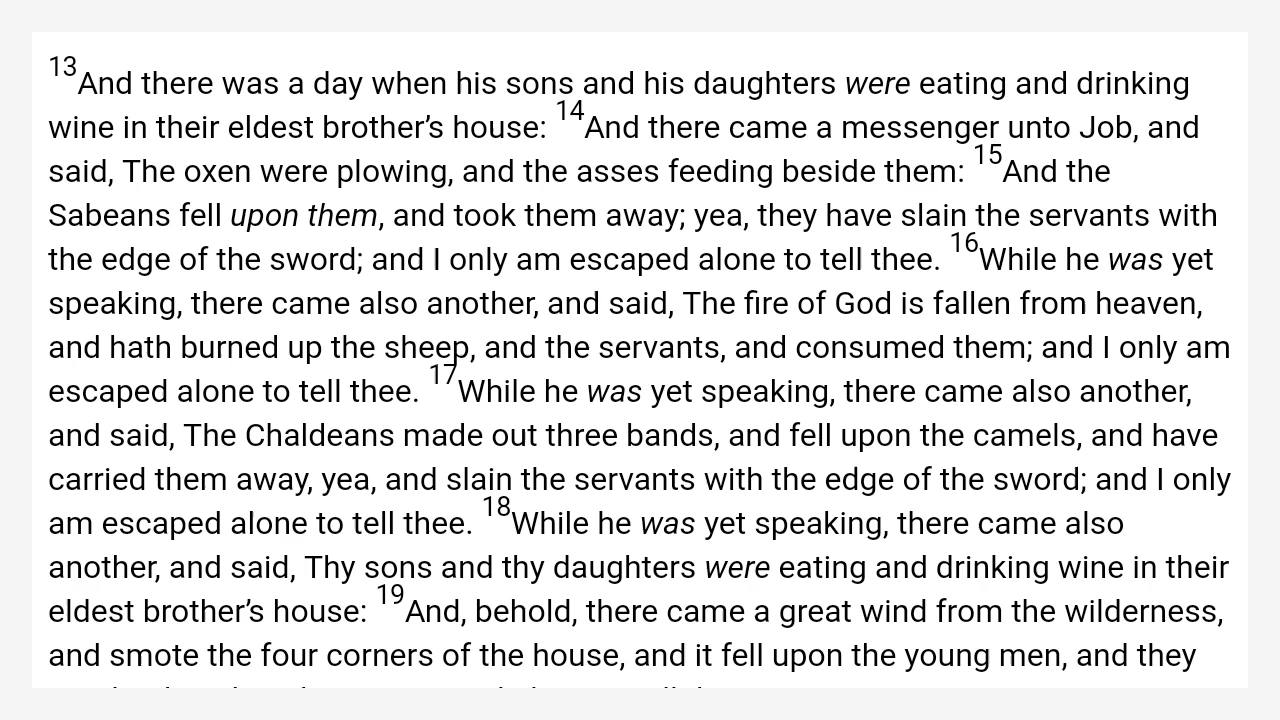 13And there was a day when his sons and his daughters were eating and drinking
wine in their eldest brother’s house: 14And there came a messenger unto Job, and
said, The oxen were plowing, and the asses feeding beside them: 15And the
Sabeans fell upon them, and took them away; yea, they have slain the servants with
the edge of the sword; and I only am escaped alone to tell thee. 16While he was yet
speaking, there came also another, and said, The fire of God is fallen from heaven,
and hath burned up the sheep, and the servants, and consumed them; and I only am
escaped alone to tell thee. 17While he was yet speaking, there came also another,
and said, The Chaldeans made out three bands, and fell upon the camels, and have
carried them away, yea, and slain the servants with the edge of the sword; and I only
am escaped alone to tell thee. 18While he was yet speaking, there came also
another, and said, Thy sons and thy daughters were eating and drinking wine in their
eldest brother’s house: 19And, behold, there came a great wind from the wilderness,
and smote the four corners of the house, and it fell upon the young men, and they